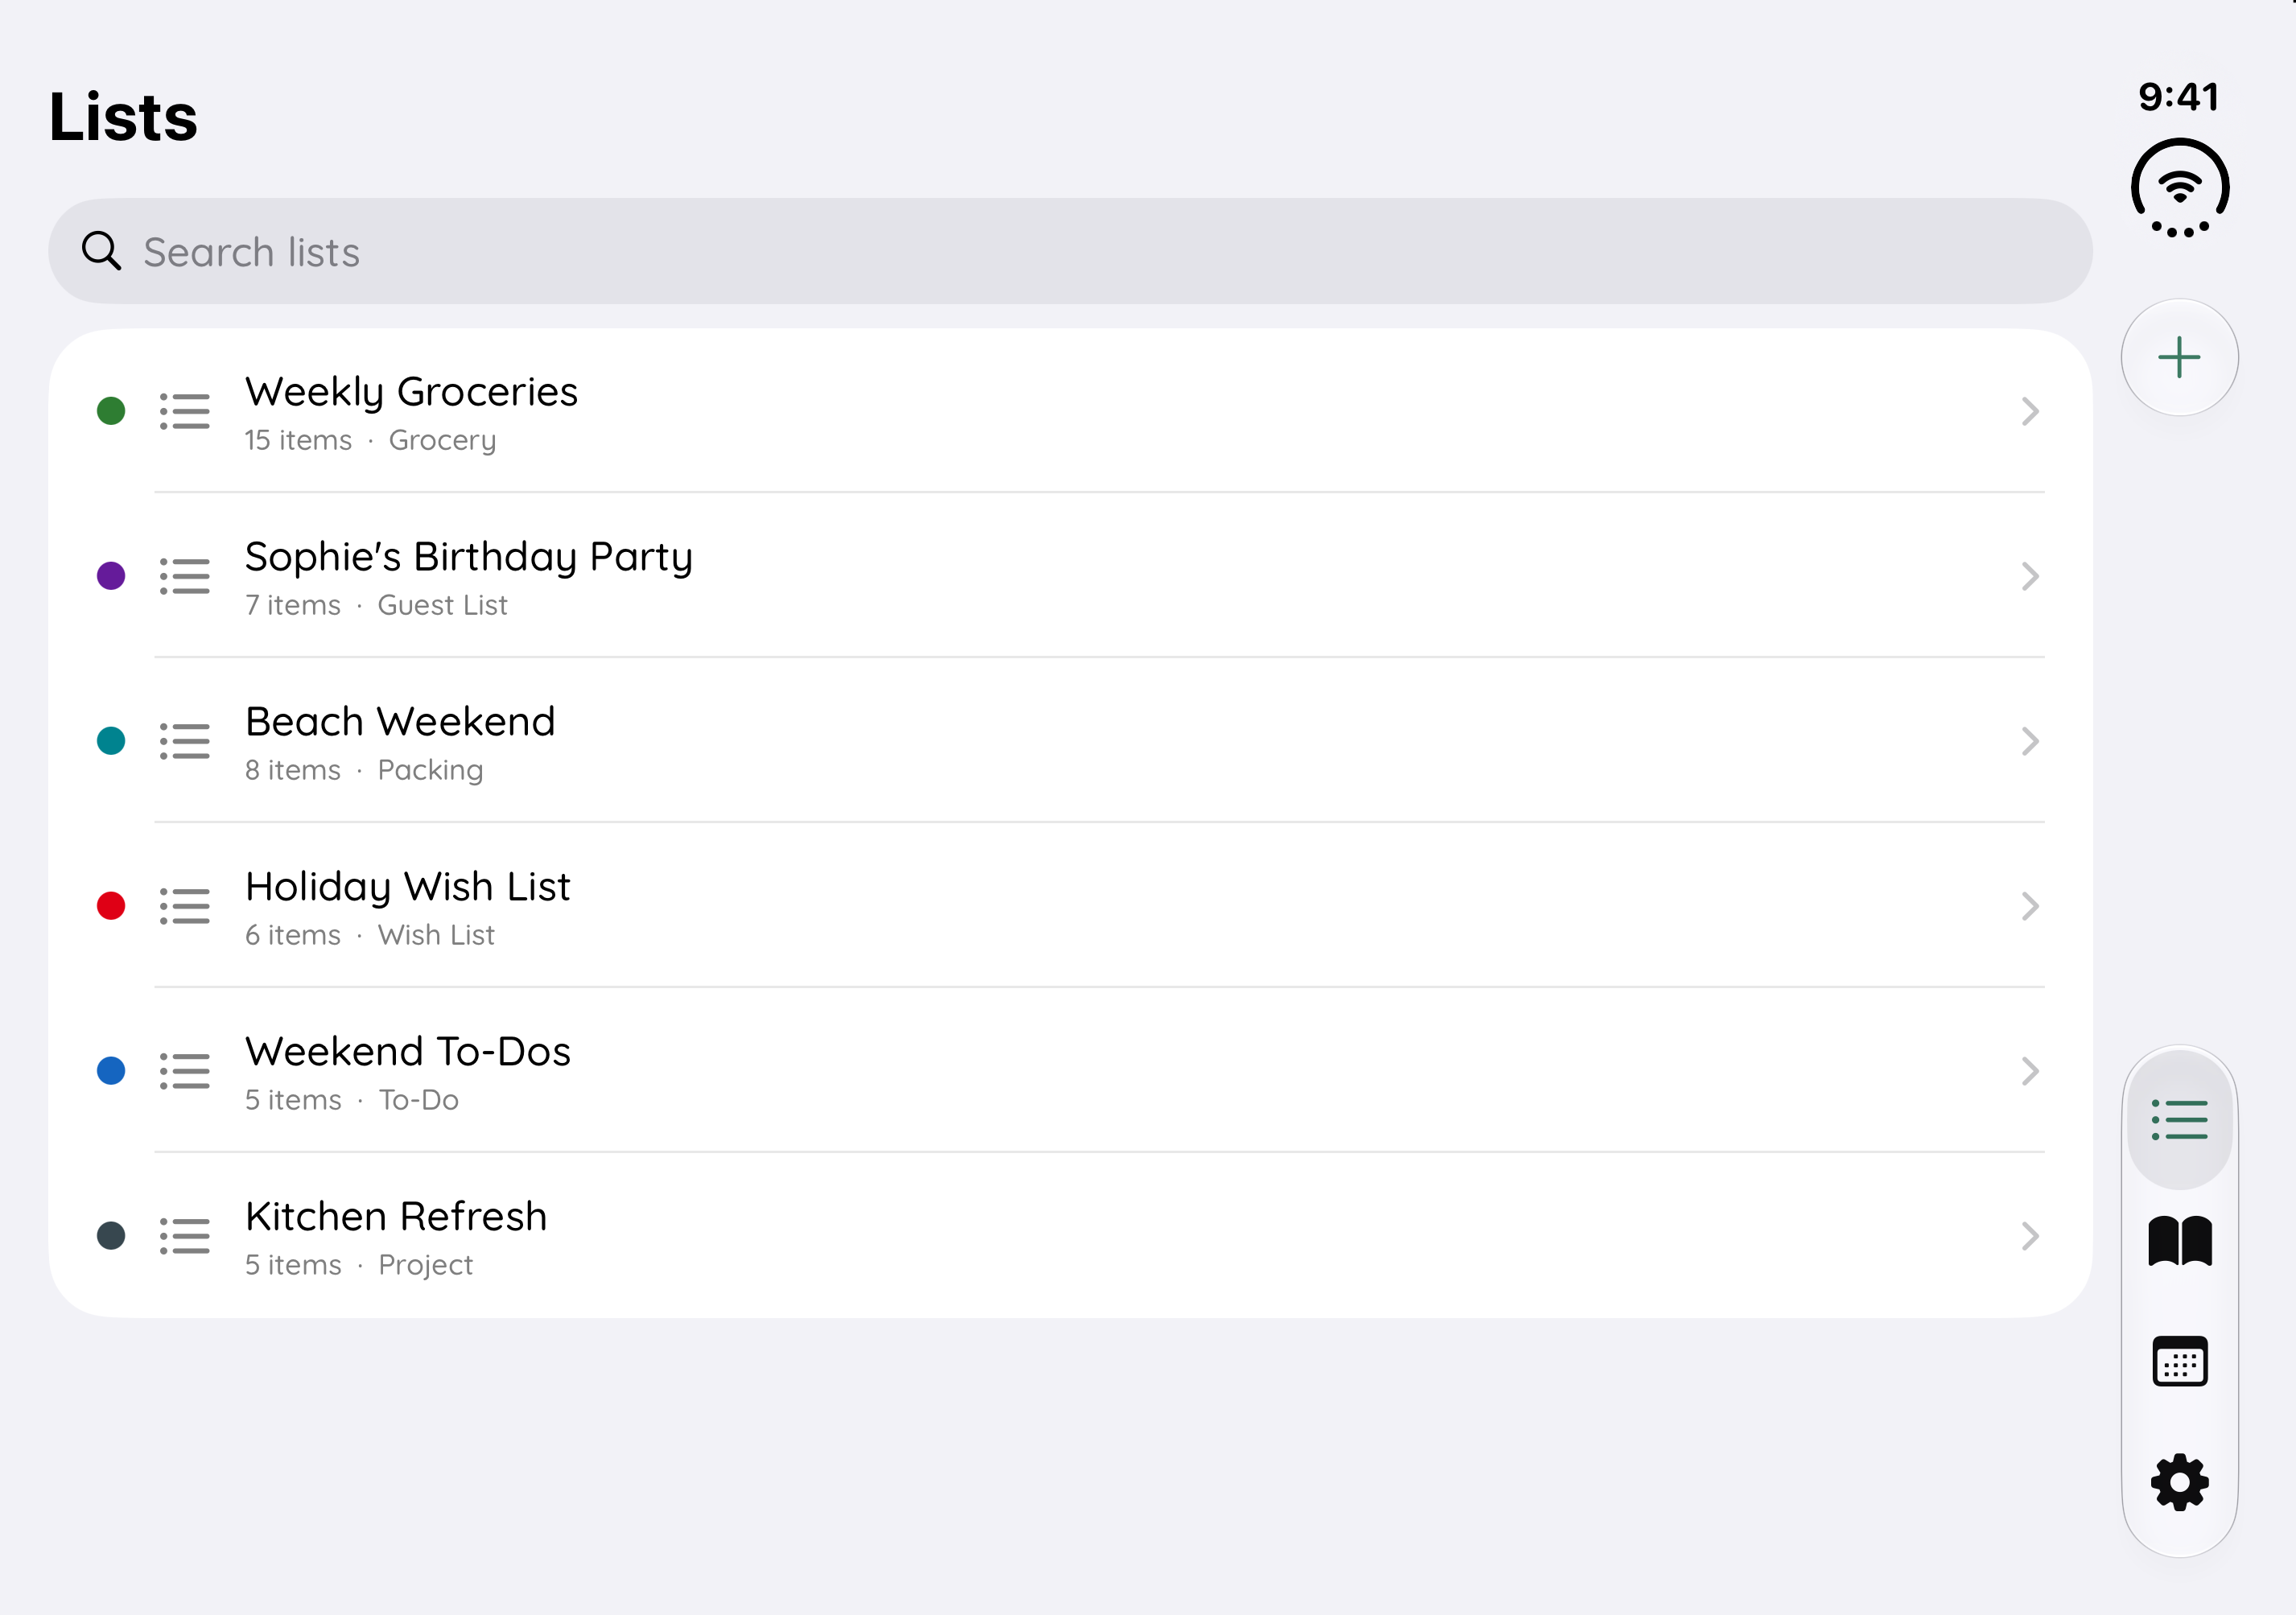 Lists
9:41
Search lists
Weekly Groceries
15 items · Grocery
Sophie's Birthday Party
7 items · Guest List
Beach Weekend
8 items · Packing
Holiday Wish List
6 items · Wish List
Weekend To-Dos
5 items · To-Do
Kitchen Refresh
5 items · Project